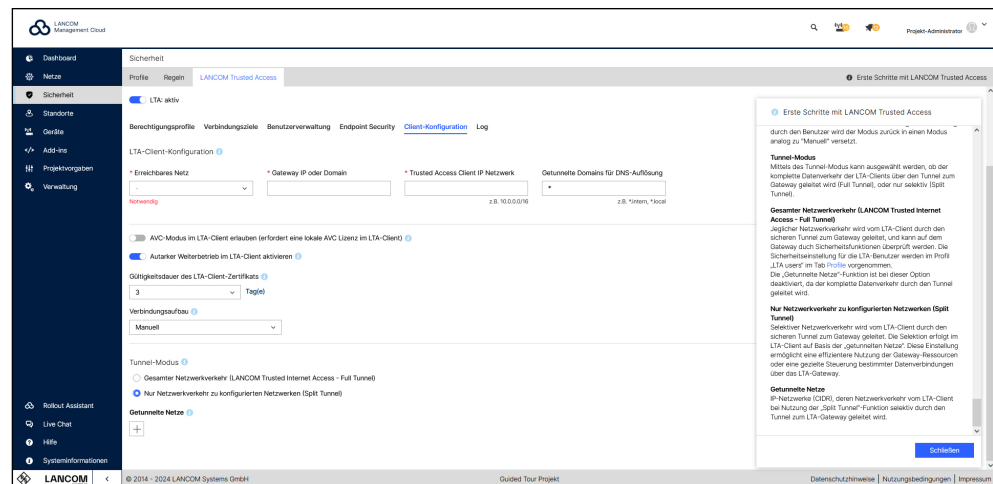 LANCOM
Management Cloud
Projekt-Administrator
Dashboard
Netze
Sicherheit
Standorte
Geräte
Add-ins
Projektvorgaben
Verwaltung
Rollout Assistant
Live Chat
Hilfe
Systeminformationen
LANCOM
Sicherheit
Profile Regeln LANCOM Trusted Access
Erste Schritte mit LANCOM Trusted Access
LTA: aktiv
Berechtigungsprofile Verbindungsziele Benutzerverwaltung Endpoint Security Client-Konfiguration Log
LTA-Client-Konfiguration
* Erreichbares Netz * Gateway IP oder Domain * Trusted Access Client IP Netzwerk Getunnelte Domains für DNS-Auflösung
- *
Notwendig z.B. 10.0.0.0/16 z.B. *.intern, *.local
AVC-Modus im LTA-Client erlauben (erfordert eine lokale AVC Lizenz im LTA-Client)
Autarker Weiterbetrieb im LTA-Client aktivieren
Gültigkeitsdauer des LTA-Client-Zertifikats
3 Tag(e)
Verbindungsaufbau
Manuell
Tunnel-Modus
Gesamter Netzwerkverkehr (LANCOM Trusted Internet Access - Full Tunnel)
Nur Netzwerkverkehr zu konfigurierten Netzwerken (Split Tunnel)
Getunnelte Netze
+
Erste Schritte mit LANCOM Trusted Access
durch den Benutzer wird der Modus zurück in einen Modus
analog zu "Manuell" versetzt.
Tunnel-Modus
Mittels des Tunnel-Modus kann ausgewählt werden, ob der
komplette Datenverkehr der LTA-Clients über den Tunnel zum
Gateway geleitet wird (Full Tunnel), oder nur selektiv (Split
Tunnel).
Gesamter Netzwerkverkehr (LANCOM Trusted Internet
Access - Full Tunnel)
Jeglicher Netzwerkverkehr wird vom LTA-Client durch den
sicheren Tunnel zum Gateway geleitet, und kann auf dem
Gateway duch Sicherheitsfunktionen überprüft werden. Die
Sicherheitseinstellung für die LTA-Benutzer werden im Profil
„LTA users" im Tab Profile vorgenommen.
Die „Getunnelte Netze"-Funktion ist bei dieser Option
deaktiviert, da der komplette Datenverkehr durch den Tunnel
geleitet wird.
Nur Netzwerkverkehr zu konfigurierten Netzwerken (Split
Tunnel)
Selektiver Netzwerkverkehr wird vom LTA-Client durch den
sicheren Tunnel zum Gateway geleitet. Die Selektion erfolgt im
LTA-Client auf Basis der „getunnelten Netze". Diese Einstellung
ermöglicht eine effizientere Nutzung der Gateway-Ressourcen
oder eine gezielte Steuerung bestimmter Datenverbindungen
über das LTA-Gateway.
Getunnelte Netze
IP-Netzwerke (CIDR), deren Netzwerkverkehr vom LTA-Client
bei Nutzung der „Split Tunnel"-Funktion selektiv durch den
Tunnel zum LTA-Gateway geleitet wird.
Schließen
© 2014 - 2024 LANCOM Systems GmbH Guided Tour Projekt Datenschutzhinweise | Nutzungsbedingungen | Impressum